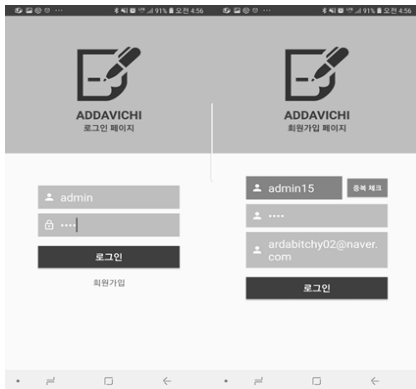 91% 오전 4:56
ADDAVICHI
로그인 페이지
admin
로그인
회원가입
91% 오전 4:56
ADDAVICHI
회원가입 페이지
admin15 중복 체크
ardabitchy02@naver.
com
로그인